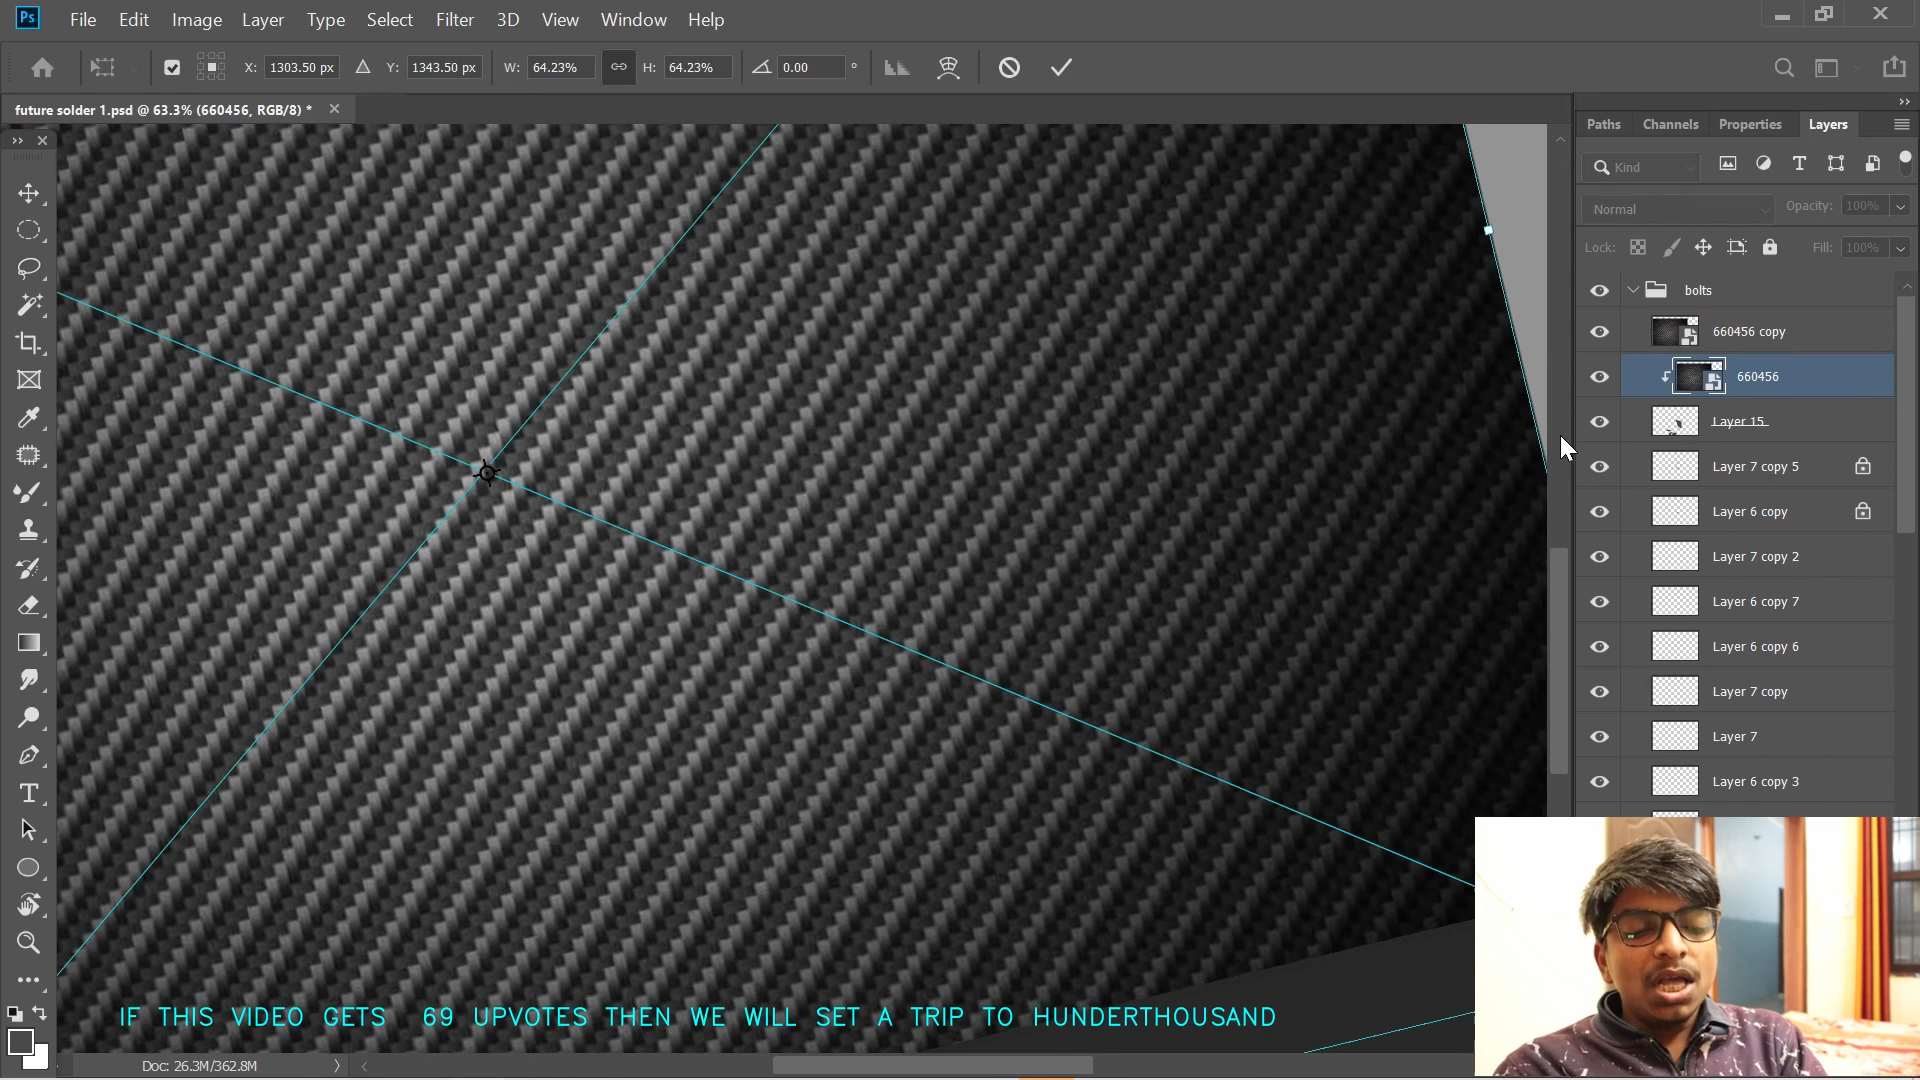 Ps File Edit Image Layer Type Select Filter 3D View Window Help
X: 1303.50 px Y: 1343.50 px W: 64.23% H: 64.23% 0.00 °
future solder 1.psd @ 63.3% (660456, RGB/8) *
Paths Channels Properties Layers
Kind
Normal Opacity: 100%
Lock: Fill: 100%
bolts
660456 copy
660456
Layer 15
Layer 7 copy 5
Layer 6 copy
Layer 7 copy 2
Layer 6 copy 7
Layer 6 copy 6
Layer 7 copy
Layer 7
Layer 6 copy 3
IF THIS VIDEO GETS 69 UPVOTES THEN WE WILL SET A TRIP TO HUNDERTHOUSAND
Doc: 26.3M/362.8M